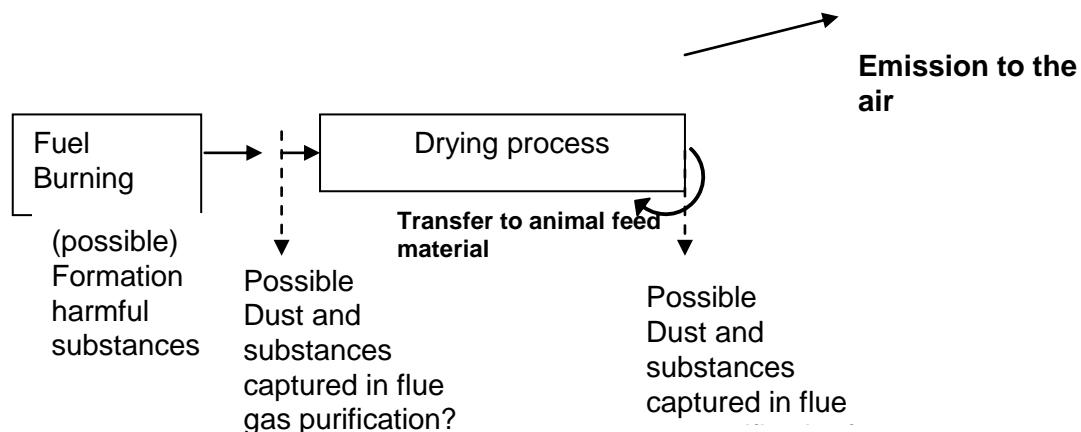 Emission to the
air
Fuel
Burning
Drying process
Transfer to animal feed
material
(possible)
Formation
harmful
substances
Possible
Dust and
substances
captured in flue
gas purification?
Possible
Dust and
substances
captured in flue